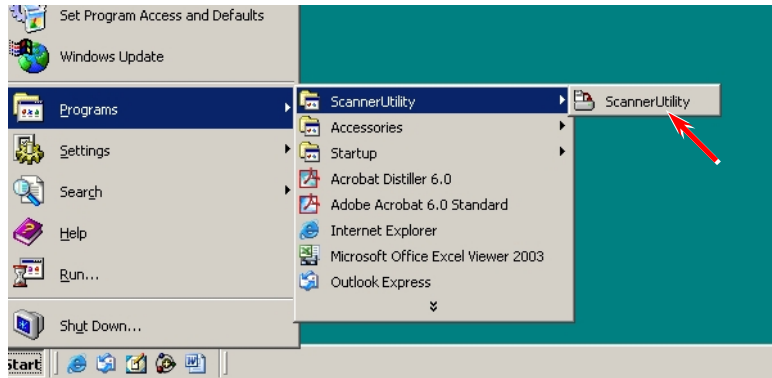 Set Program Access and Defaults
Windows Update
Programs
Settings
Search
Help
Run...
Shut Down...
ScannerUtility
Accessories
Startup
Acrobat Distiller 6.0
Adobe Acrobat 6.0 Standard
Internet Explorer
Microsoft Office Excel Viewer 2003
Outlook Express
ScannerUtility
Start